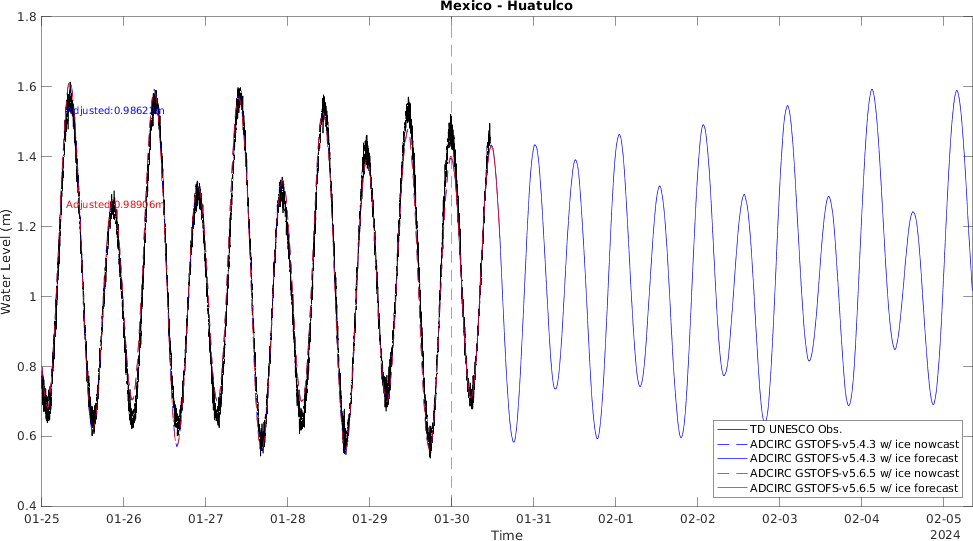 Mexico - Huatulco
1.8
1.6
1.4
1.2
1
0.8
0.6
0.4
Water Level (m)
Adjusted:0.98906m
01-25
01-26
01-27
01-28
01-29
01-30
01-31
02-01
02-02
02-03
02-04
02-05
2024
Time
TD UNESCO Obs.
ADCIRC GSTOFS-v5.4.3 w/ ice nowcast
ADCIRC GSTOFS-v5.4.3 w/ ice forecast
ADCIRC GSTOFS-v5.6.5 w/ ice nowcast
ADCIRC GSTOFS-v5.6.5 w/ ice forecast